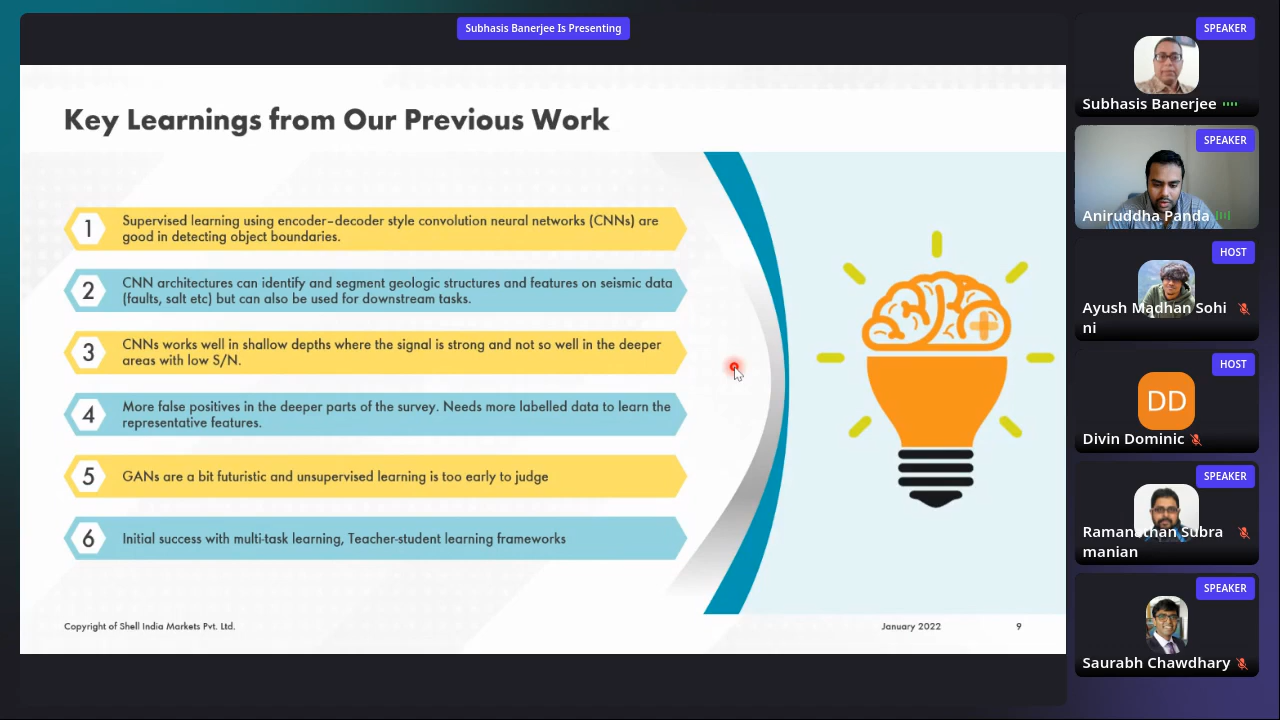 Subhasis Banerjee Is Presenting
Key Learnings from Our Previous Work
1
Supervised learning using encoder–decoder style convolution neural networks (CNNs) are
good in detecting object boundaries.
2
CNN architectures can identify and segment geologic structures and features on seismic data
(faults, salt etc) but can also be used for downstream tasks.
3
CNNs works well in shallow depths where the signal is strong and not so well in the deeper
areas with low S/N.
4
More false positives in the deeper parts of the survey. Needs more labelled data to learn the
representative features.
5
GANs are a bit futuristic and unsupervised learning is too early to judge
6
Initial success with multi-task learning, Teacher-student learning frameworks
Copyright of Shell India Markets Pvt. Ltd.
January 2022
9
SPEAKER
Subhasis Banerjee
SPEAKER
Aniruddha Panda
HOST
Ayush Madhan Sohi
ni
HOST
DD
Divin Dominic
SPEAKER
Ramanathan Subra
manian
SPEAKER
Saurabh Chawdhary